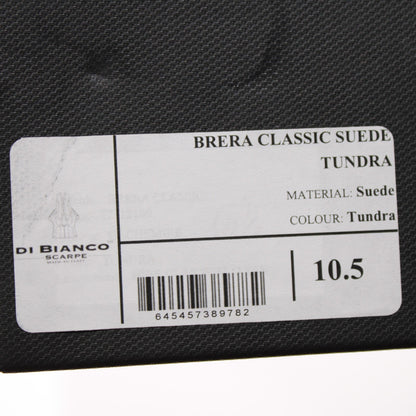 BRERA CLASSIC SUEDE
TUNDRA
MATERIAL: Suede
COLOUR: Tundra
DI BIANCO
SCARPE
10.5
645457389782